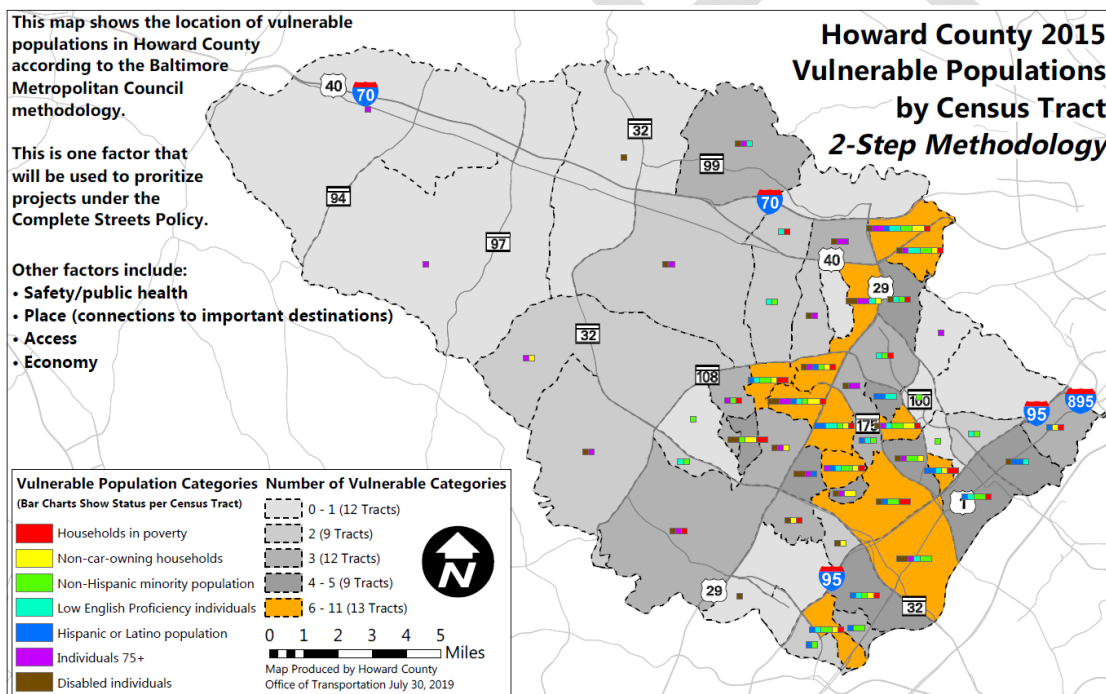 This map shows the location of vulnerable
populations in Howard County
according to the Baltimore
Metropolitan Council
methodology.
This is one factor that
will be used to proritize
projects under the
Complete Streets Policy.
Other factors include:
• Safety/public health
• Place (connections to important destinations)
• Access
• Economy
Howard County 2015
Vulnerable Populations
by Census Tract
2-Step Methodology
40
70
32
99
94
97
70
40
29
32
108
100
175
95
895
1
95
29
32
Vulnerable Population Categories
(Bar Charts Show Status per Census Tract)
Households in poverty
Non-car-owning households
Non-Hispanic minority population
Low English Proficiency individuals
Hispanic or Latino population
Individuals 75+
Disabled individuals
Number of Vulnerable Categories
0 - 1 (12 Tracts)
2 (9 Tracts)
3 (12 Tracts)
4 - 5 (9 Tracts)
6 - 11 (13 Tracts)
N
0 1 2 3 4 5
Miles
Map Produced by Howard County
Office of Transportation July 30, 2019